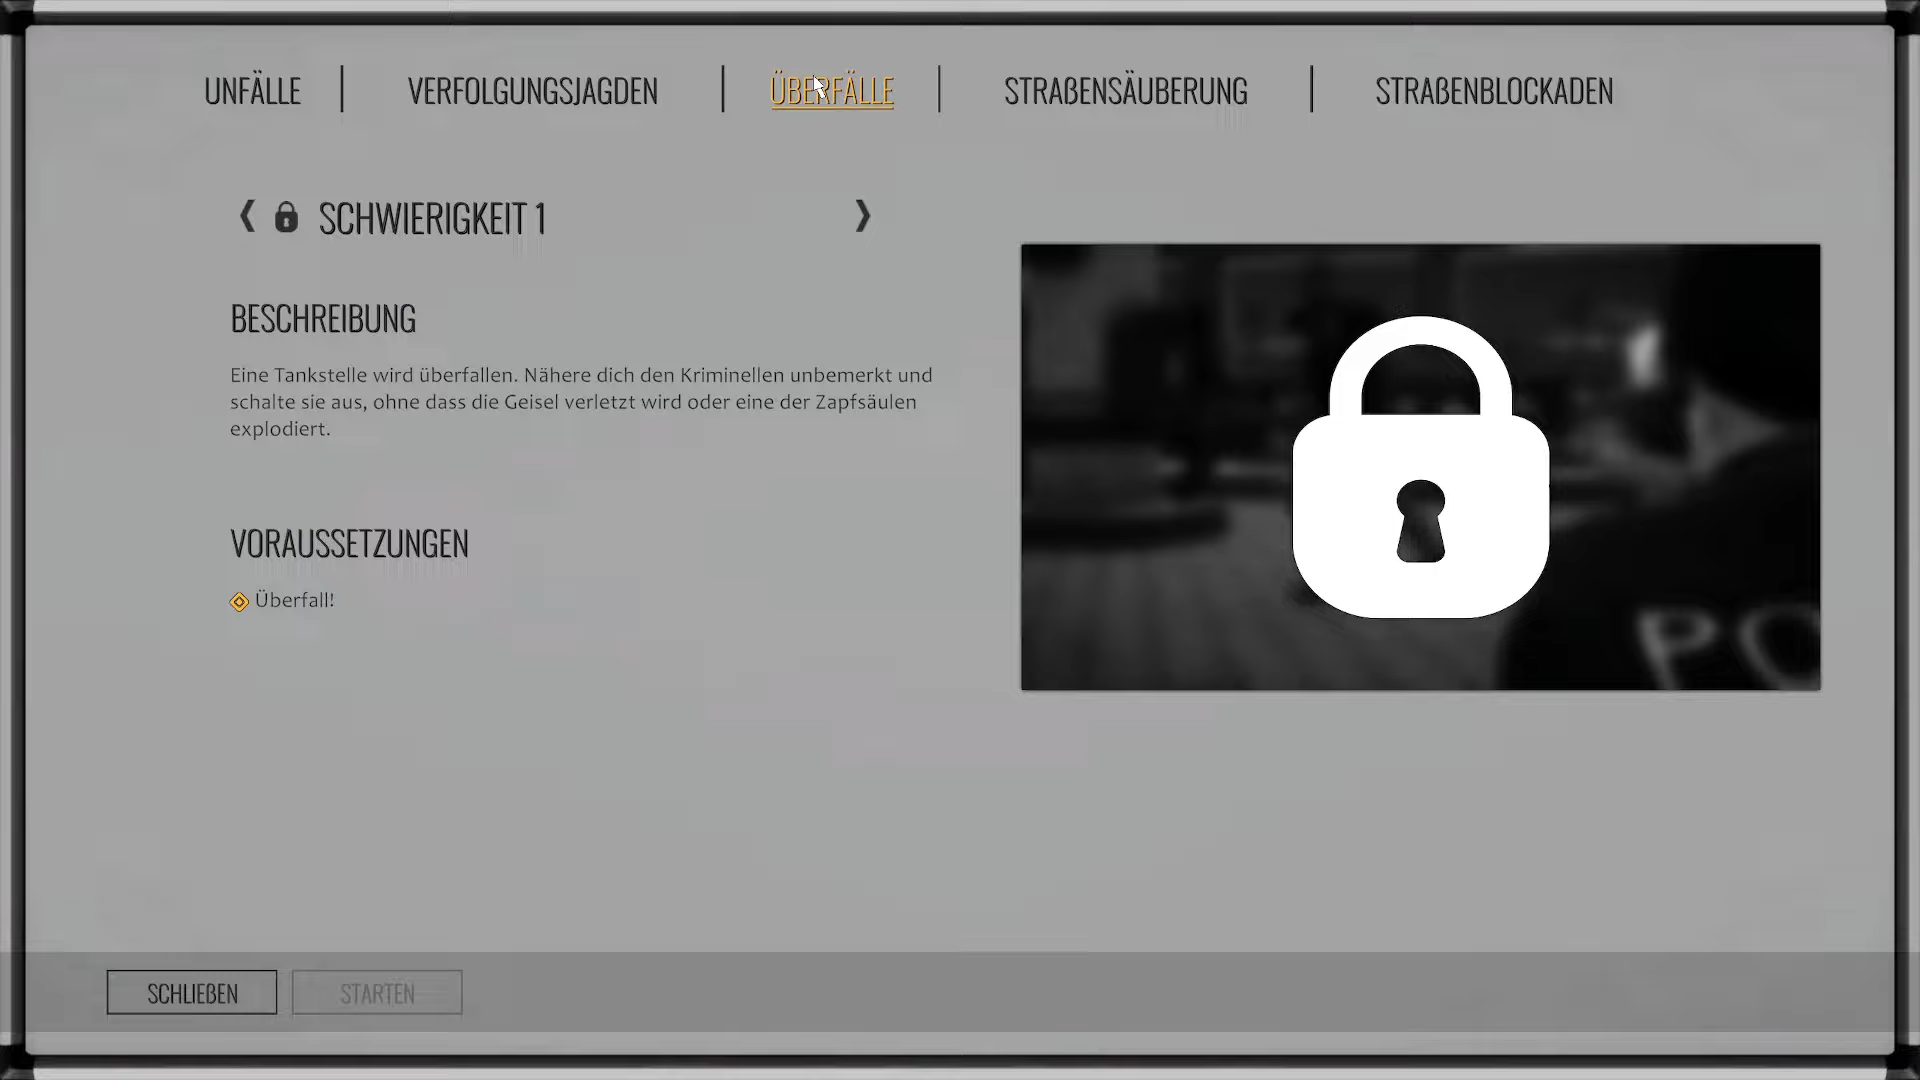 UNFÄLLE
VERFOLGUNGSJAGDEN
ÜBERFÄLLE
STRAßENSÄUBERUNG
STRAßENBLOCKADEN
SCHWIERIGKEIT 1
BESCHREIBUNG
Eine Tankstelle wird überfallen. Nähere dich den Kriminellen unbemerkt und
schalte sie aus, ohne dass die Geisel verletzt wird oder eine der Zapfsäulen
explodiert.
VORAUSSETZUNGEN
Überfall!
PO
SCHLIEßEN
STARTEN